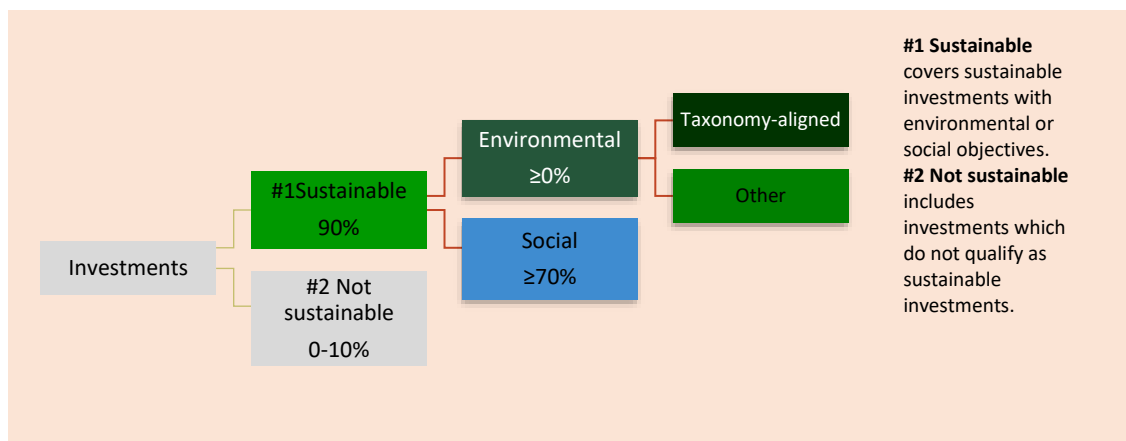 Investments
#1Sustainable
90%
#2 Not
sustainable
0-10%
Environmental
≥0%
Social
≥70%
Taxonomy-aligned
Other
#1 Sustainable
covers sustainable
investments with
environmental or
social objectives.
#2 Not sustainable
includes
investments which
do not qualify as
sustainable
investments.